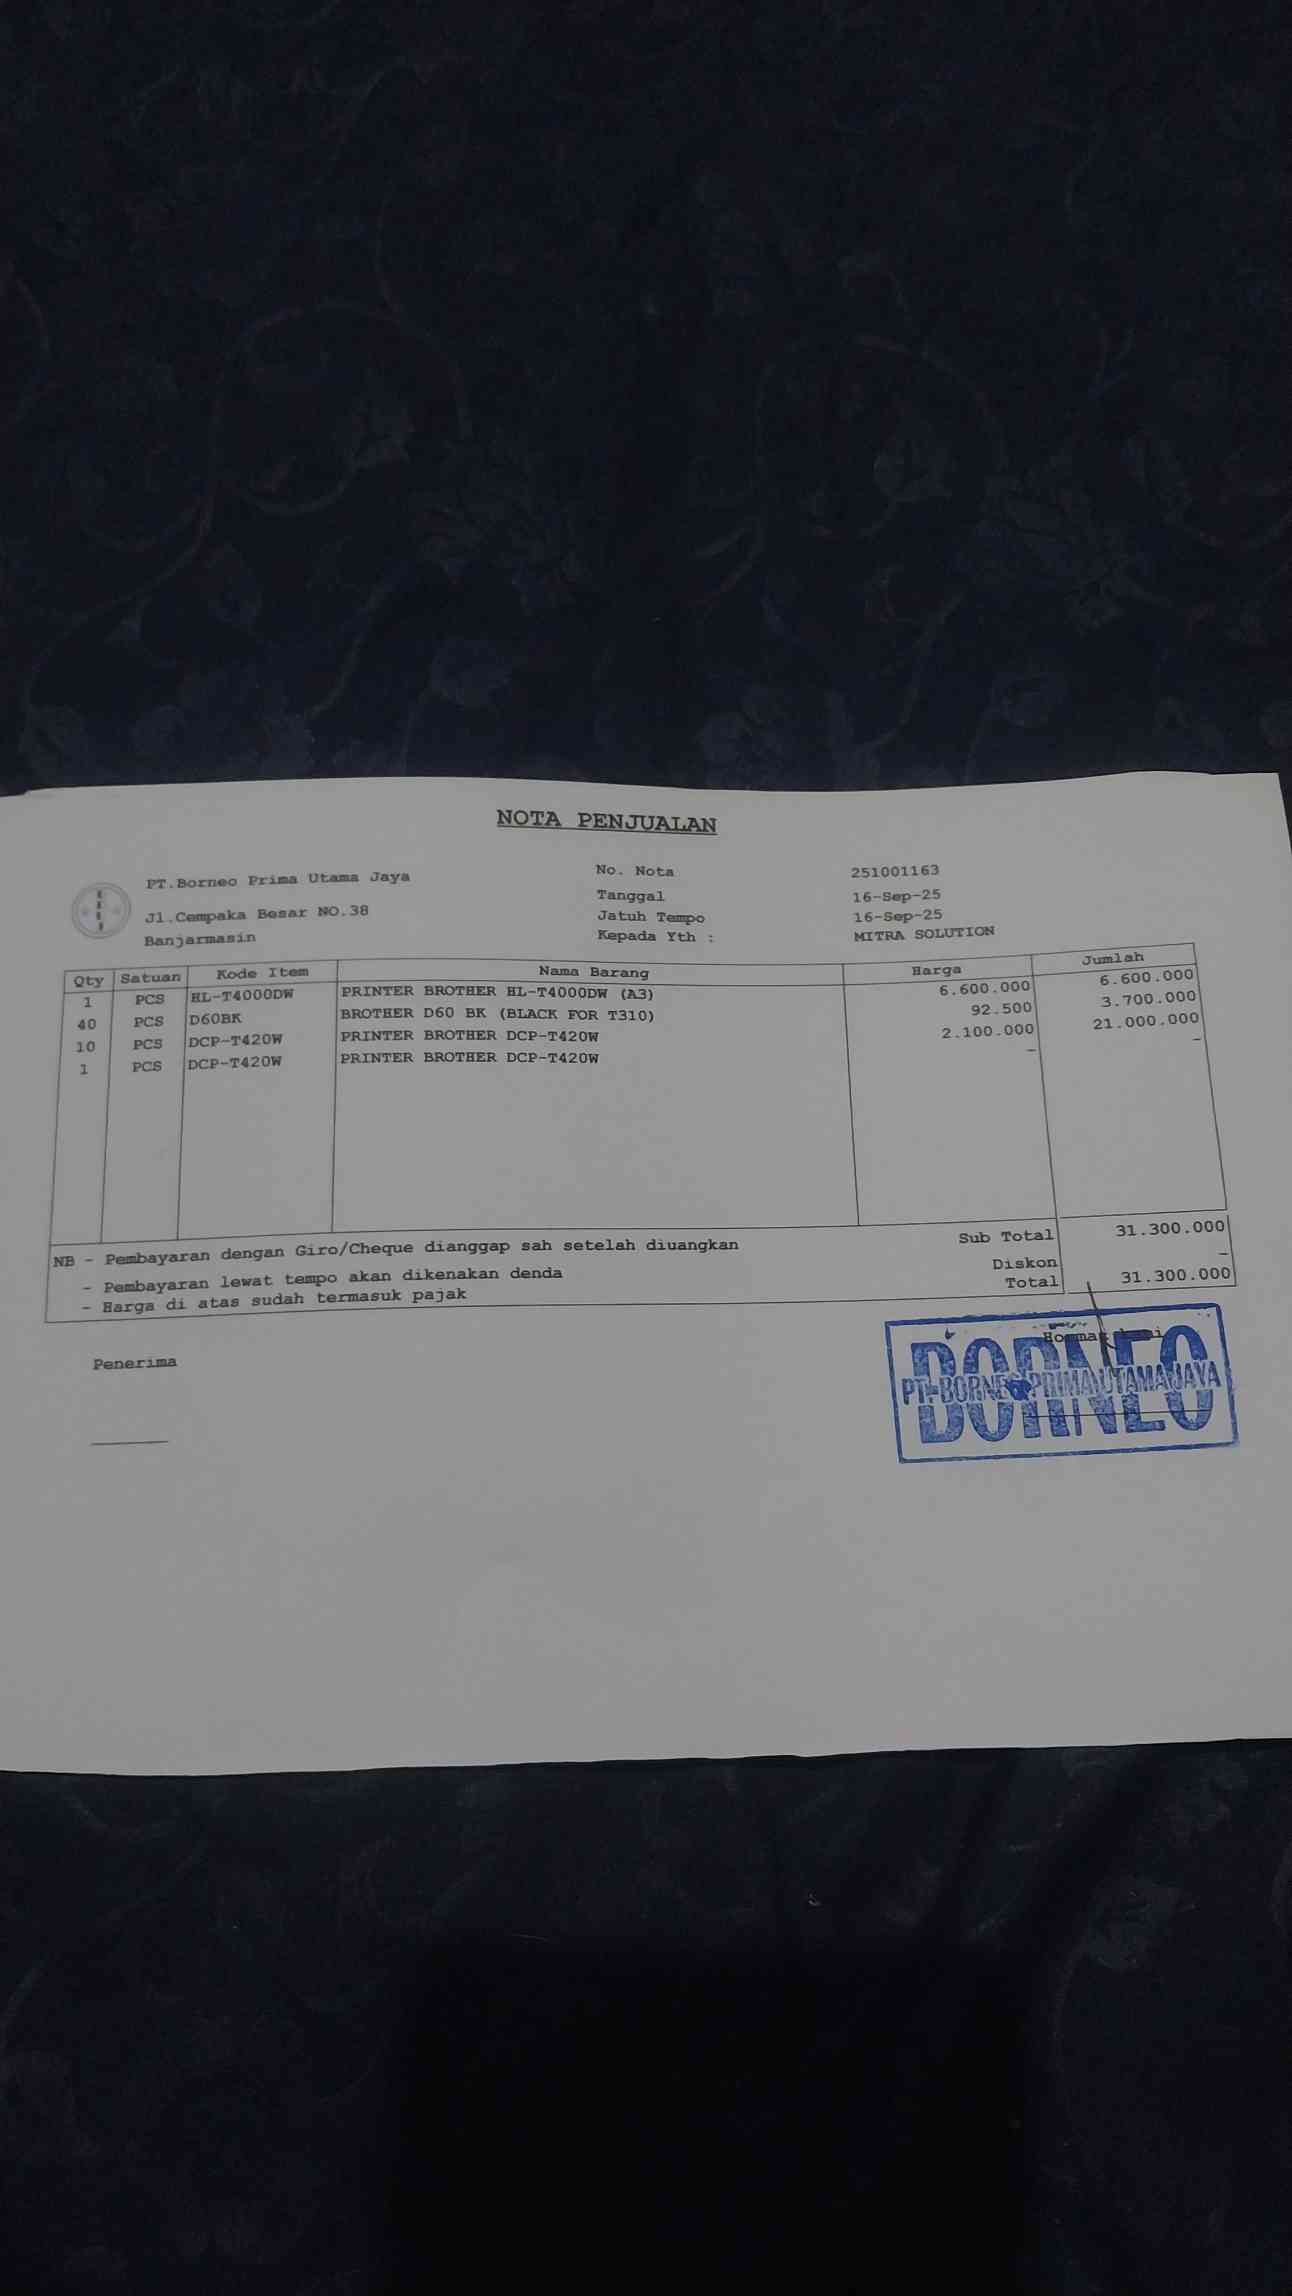 NOTA PENJUALAN
PT.Borneo Prima Utama Jaya
Jl.Cempaka Besar NO.38
Banjarmasin
No. Nota 251001163
Tanggal 16-Sep-25
Jatuh Tempo 16-Sep-25
Kepada Yth : MITRA SOLUTION
Qty Satuan Kode Item Nama Barang Harga Jumlah
1 PCS HL-T4000DW PRINTER BROTHER HL-T4000DW (A3) 6.600.000 6.600.000
40 PCS D60BK BROTHER D60 BK (BLACK FOR T310) 92.500 3.700.000
10 PCS DCP-T420W PRINTER BROTHER DCP-T420W 2.100.000 21.000.000
1 PCS DCP-T420W PRINTER BROTHER DCP-T420W - -
Sub Total 31.300.000
Diskon -
Total 31.300.000
NB - Pembayaran dengan Giro/Cheque dianggap sah setelah diuangkan
- Pembayaran lewat tempo akan dikenakan denda
- Harga di atas sudah termasuk pajak
Penerima
BORNEO
PT. BORNEO PRIMA UTAMA JAYA